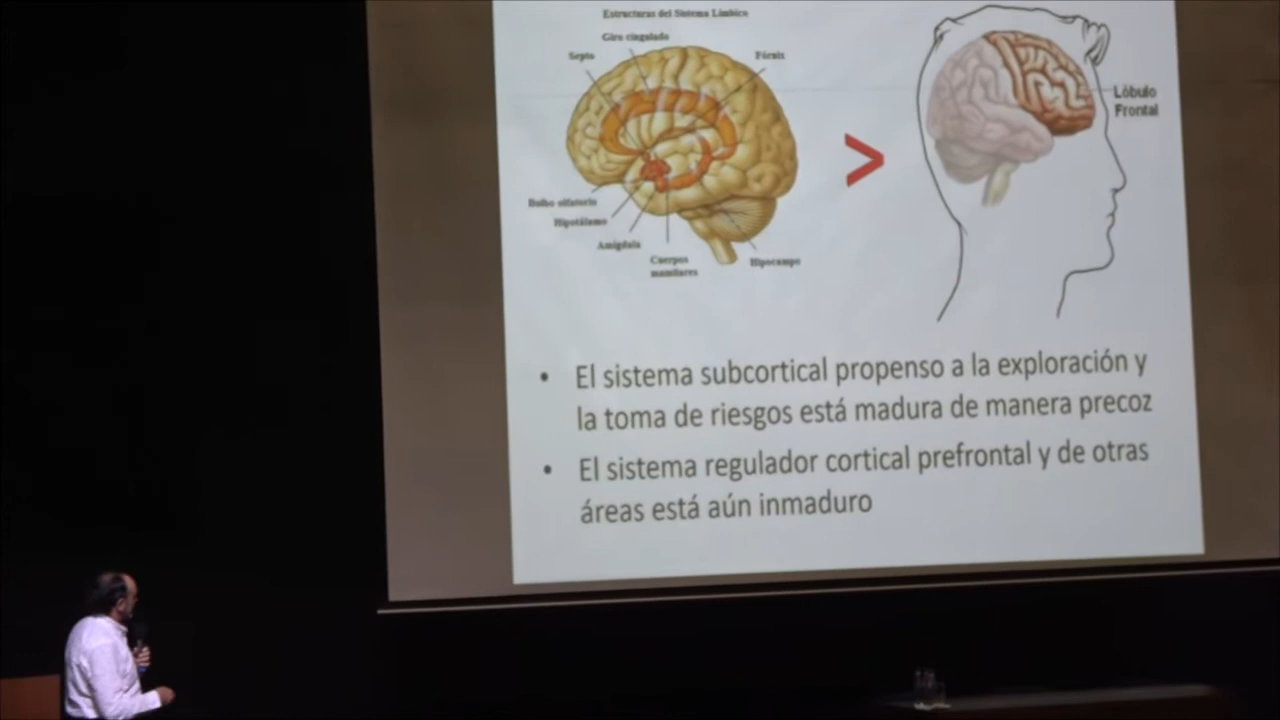 Estructuras del Sistema Límbico
Giro cingulado
Septo
Fórnix
Lóbulo
Frontal
>
Bulbo olfatorio
Hipotálamo
Amígdala
Cuerpos
mamilares
Hipocampo
• El sistema subcortical propenso a la exploración y
la toma de riesgos está madura de manera precoz
• El sistema regulador cortical prefrontal y de otras
áreas está aún inmaduro